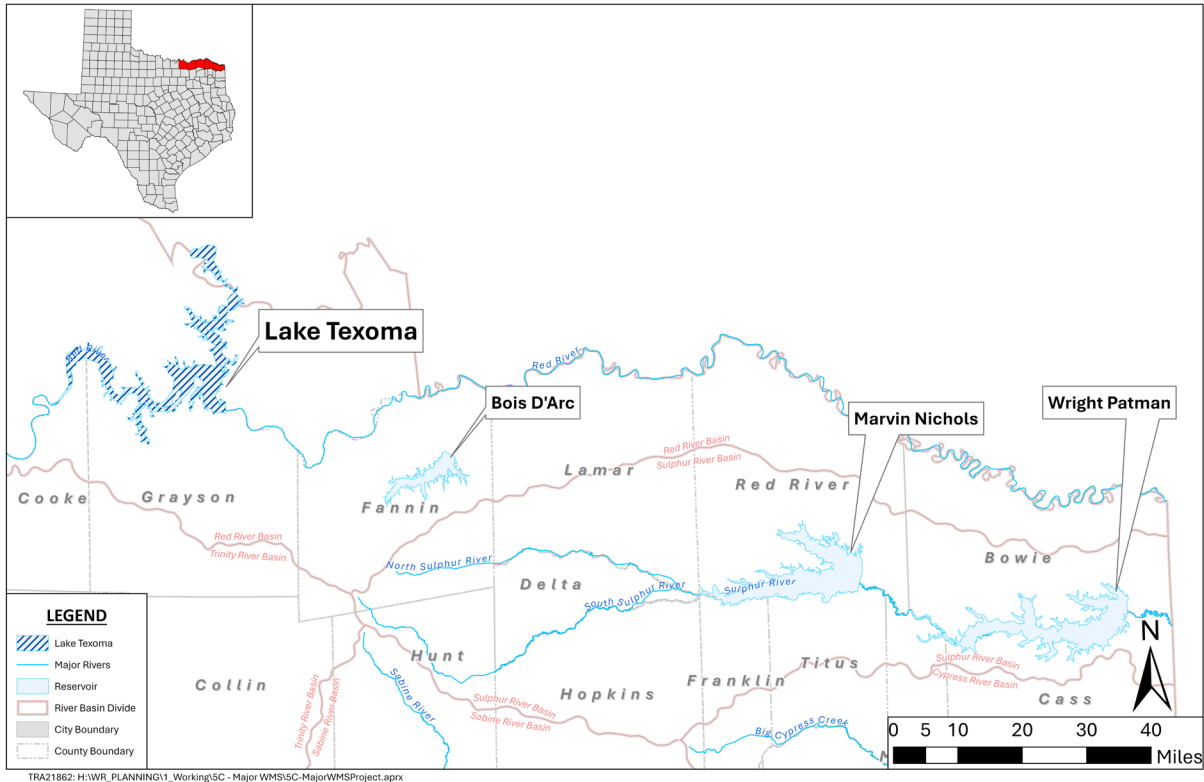 Lake Texoma
Red River
Red River
Bois D'Arc
Marvin Nichols
Wright Patman
Red River Basin
Sulphur River Basin
Lamar
Red River
Cooke
Grayson
Fannin
Red River Basin
Trinity River Basin
Bowie
North Sulphur River
Delta
South Sulphur River
Sulphur River
LEGEND
Lake Texoma
Major Rivers
Reservoir
River Basin Divide
City Boundary
County Boundary
Collin
Hunt
Trinity River Basin
Sabine River Basin
Sabine River
Sulphur River Basin
Sabine River Basin
Hopkins
Franklin
Titus
Big Cypress Creek
Sulphur River Basin
Cypress River Basin
Cass
N
0 5 10 20 30 40
Miles
TRA21862: H:\WR_PLANNING\1_Working\5C - Major WMS\5C-MajorWMSProject.aprx